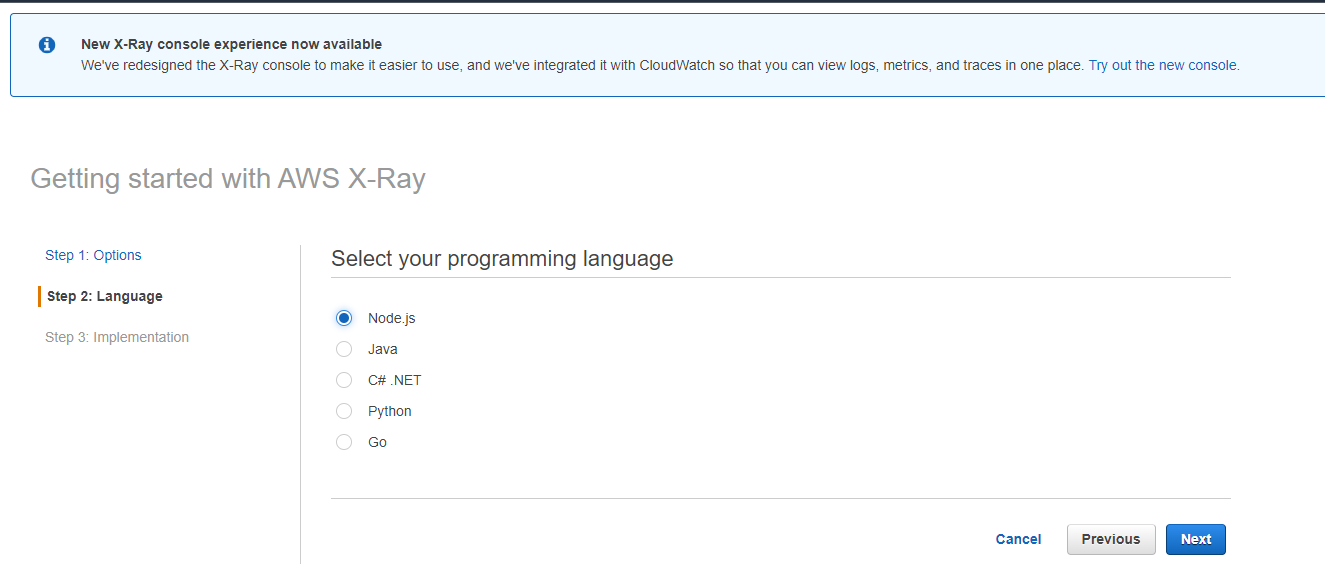 New X-Ray console experience now available
We've redesigned the X-Ray console to make it easier to use, and we've integrated it with CloudWatch so that you can view logs, metrics, and traces in one place. Try out the new console.
Getting started with AWS X-Ray
Step 1: Options
Step 2: Language
Step 3: Implementation
Select your programming language
Node.js
Java
C# .NET
Python
Go
Cancel
Previous
Next